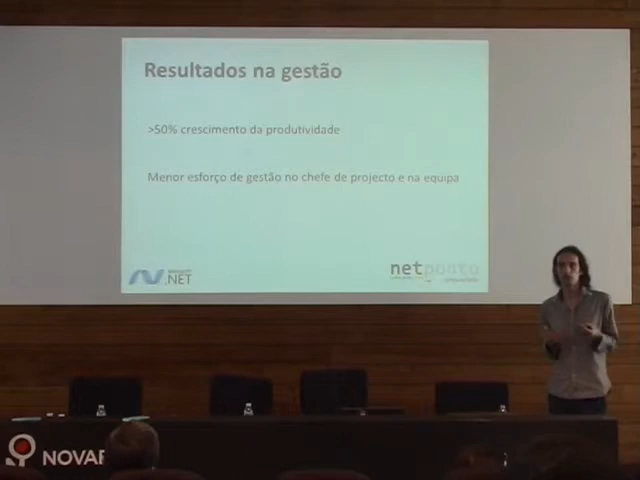 Resultados na gestão
>50% crescimento da produtividade
Menor esforço de gestão no chefe de projecto e na equipa
.NET
netponto
NOVA